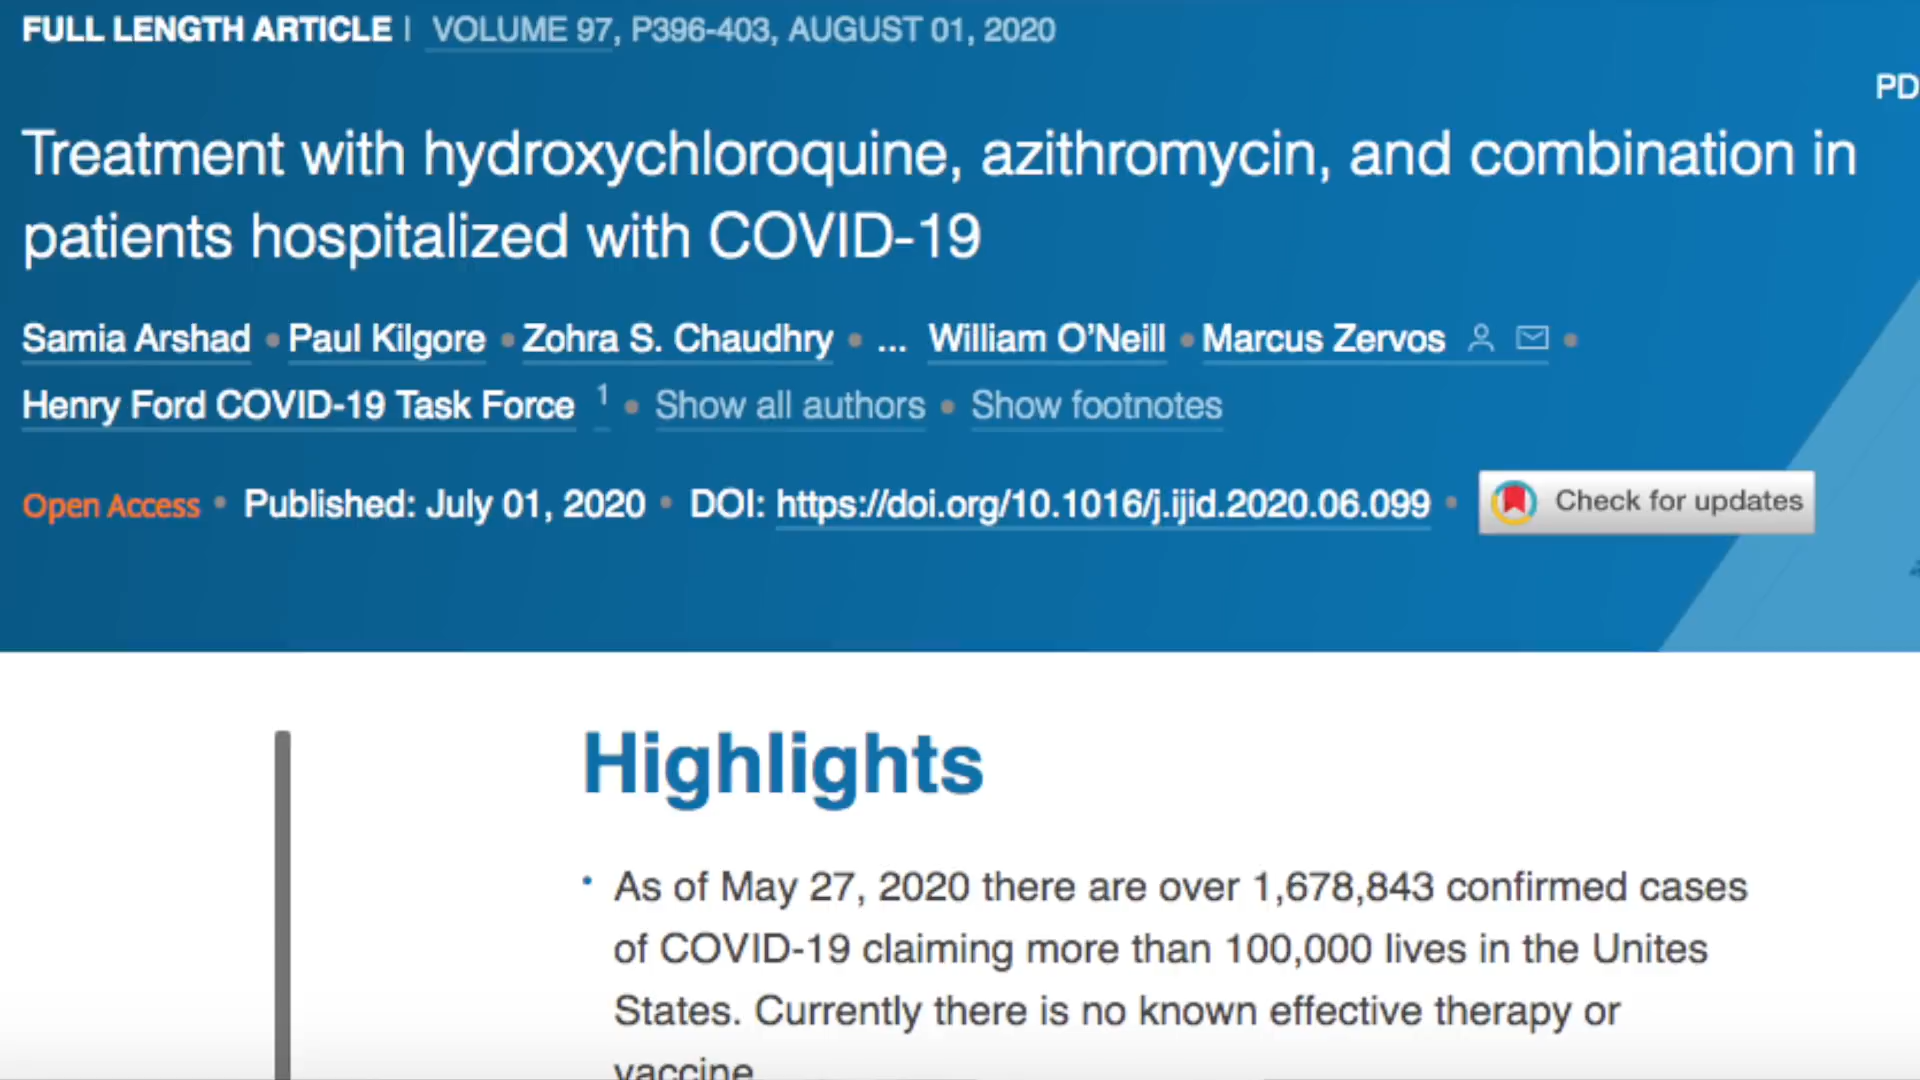 FULL LENGTH ARTICLE | VOLUME 97, P396-403, AUGUST 01, 2020
PD
Treatment with hydroxychloroquine, azithromycin, and combination in
patients hospitalized with COVID-19
Samia Arshad • Paul Kilgore • Zohra S. Chaudhry • ... William O'Neill • Marcus Zervos •
Henry Ford COVID-19 Task Force 1 • Show all authors • Show footnotes
Open Access • Published: July 01, 2020 • DOI: https://doi.org/10.1016/j.ijid.2020.06.099 • Check for updates
Highlights
• As of May 27, 2020 there are over 1,678,843 confirmed cases
of COVID-19 claiming more than 100,000 lives in the Unites
States. Currently there is no known effective therapy or
vaccine.